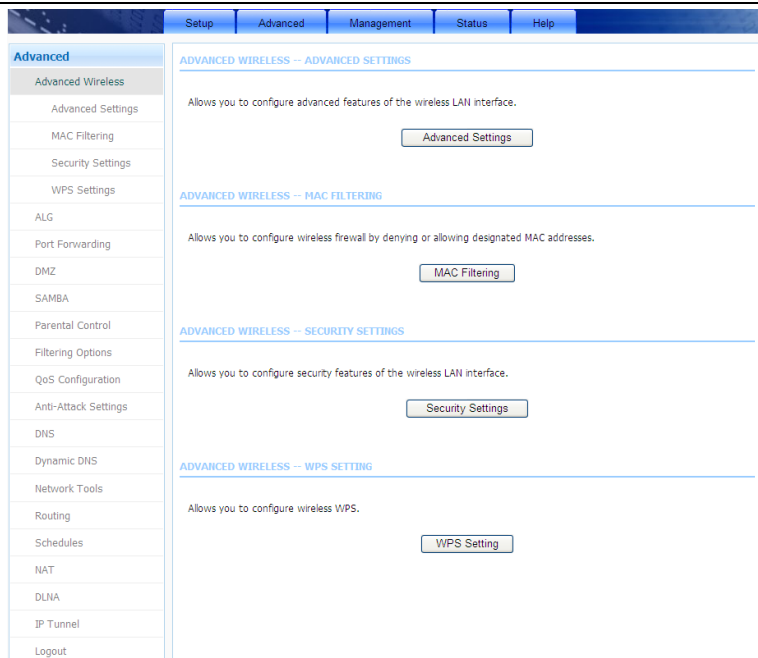 Setup Advanced Management Status Help
Advanced
Advanced Wireless
Advanced Settings
MAC Filtering
Security Settings
WPS Settings
ALG
Port Forwarding
DMZ
SAMBA
Parental Control
Filtering Options
QoS Configuration
Anti-Attack Settings
DNS
Dynamic DNS
Network Tools
Routing
Schedules
NAT
DLNA
IP Tunnel
Logout
ADVANCED WIRELESS -- ADVANCED SETTINGS
Allows you to configure advanced features of the wireless LAN interface.
Advanced Settings
ADVANCED WIRELESS -- MAC FILTERING
Allows you to configure wireless firewall by denying or allowing designated MAC addresses.
MAC Filtering
ADVANCED WIRELESS -- SECURITY SETTINGS
Allows you to configure security features of the wireless LAN interface.
Security Settings
ADVANCED WIRELESS -- WPS SETTING
Allows you to configure wireless WPS.
WPS Setting